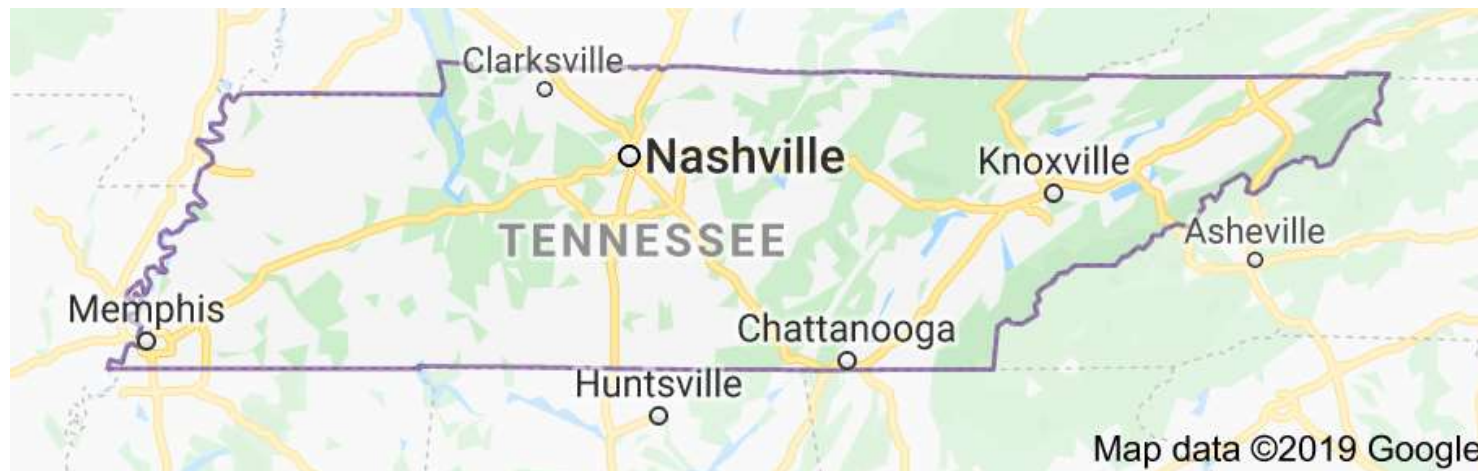 Clarksville
Nashville
Knoxville
TENNESSEE
Asheville
Memphis
Chattanooga
Huntsville
Map data ©2019 Google